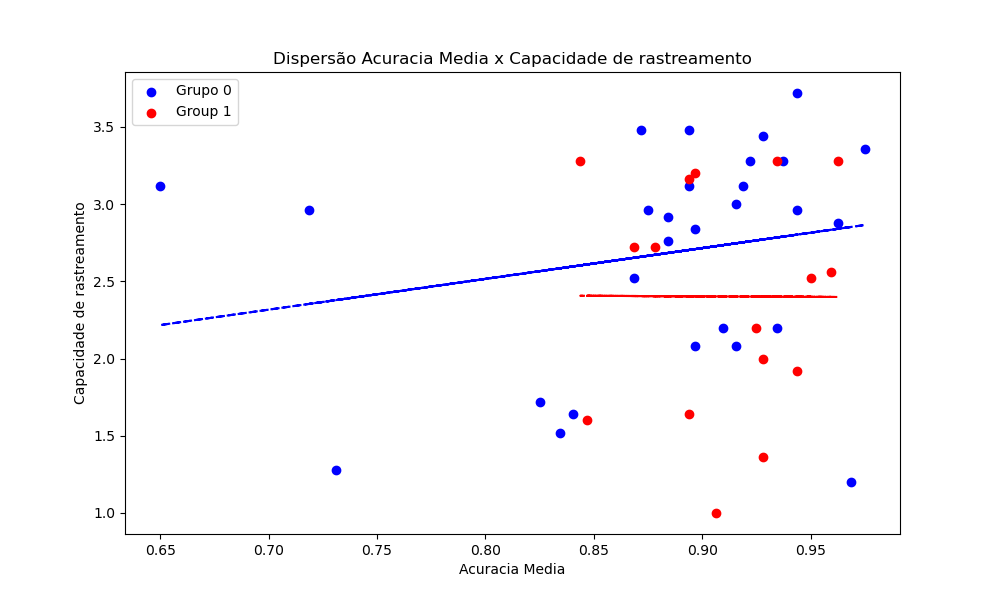 Dispersão Acuracia Media x Capacidade de rastreamento
Grupo 0
Group 1
Capacidade de rastreamento
3.5
3.0
2.5
2.0
1.5
1.0
0.65
0.70
0.75
0.80
0.85
0.90
0.95
Acuracia Media